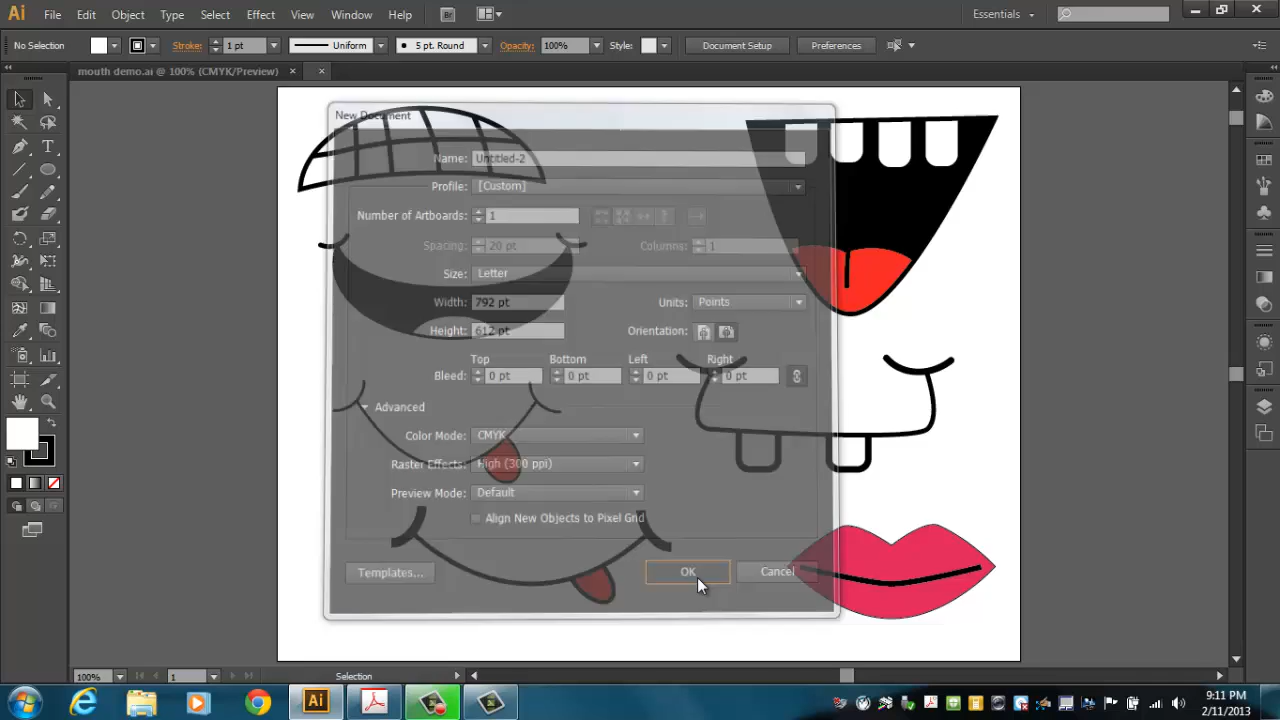 Ai File Edit Object Type Select Effect View Window Help Br Essentials
No Selection Stroke: 1 pt Uniform 5 pt. Round Opacity: 100% Style: Document Setup Preferences
mouth demo.ai @ 100% (CMYK/Preview) × ×
New Document
Name: Untitled-2
Profile: [Custom]
Number of Artboards: 1
Spacing: 20 pt Columns: 1
Size: Letter
Width: 792 pt Units: Points
Height: 612 pt Orientation:
Top Bottom Left Right
Bleed: 0 pt 0 pt 0 pt 0 pt
Advanced
Color Mode: CMYK
Raster Effects: High (300 ppi)
Preview Mode: Default
Align New Objects to Pixel Grid
Templates... OK Cancel
100% 1 Selection
Ai
9:11 PM
2/11/2013